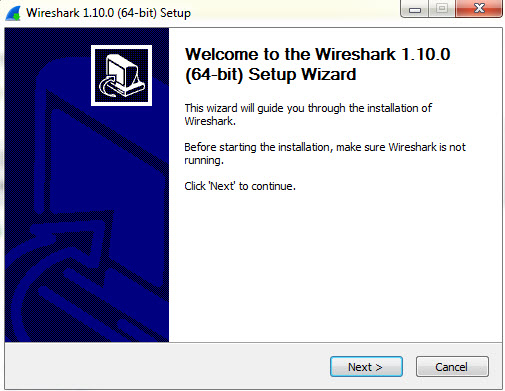 Wireshark 1.10.0 (64-bit) Setup
Welcome to the Wireshark 1.10.0
(64-bit) Setup Wizard
This wizard will guide you through the installation of
Wireshark.
Before starting the installation, make sure Wireshark is not
running.
Click 'Next' to continue.
Next >
Cancel